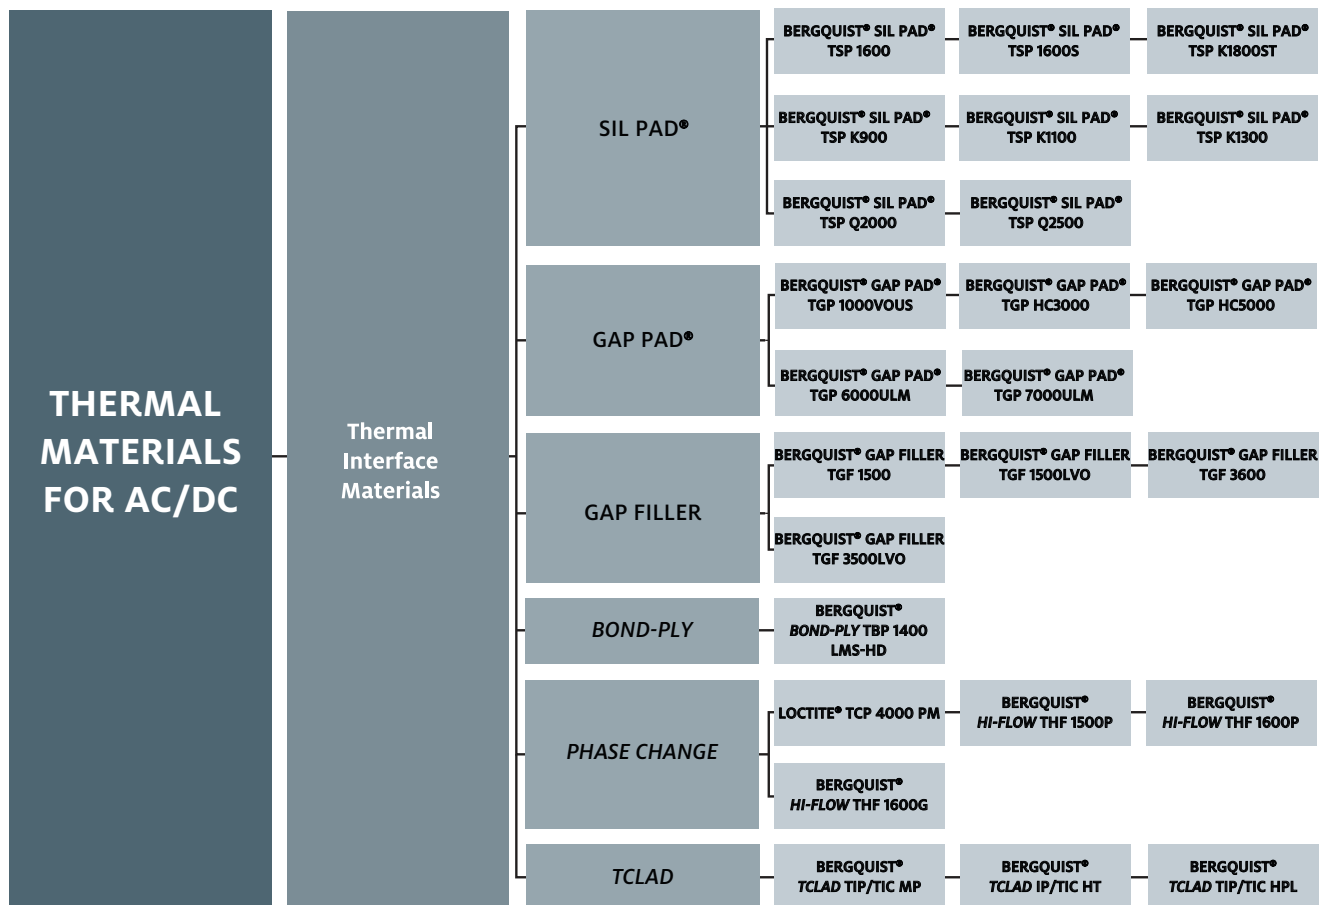 THERMAL
MATERIALS
FOR AC/DC
Thermal
Interface
Materials
SIL PAD®
BERGQUIST® SIL PAD®
TSP 1600
BERGQUIST® SIL PAD®
TSP 1600S
BERGQUIST® SIL PAD®
TSP K1800ST
BERGQUIST® SIL PAD®
TSP K900
BERGQUIST® SIL PAD®
TSP K1100
BERGQUIST® SIL PAD®
TSP K1300
BERGQUIST® SIL PAD®
TSP Q2000
BERGQUIST® SIL PAD®
TSP Q2500
GAP PAD®
BERGQUIST® GAP PAD®
TGP 1000VOUS
BERGQUIST® GAP PAD®
TGP HC3000
BERGQUIST® GAP PAD®
TGP HC5000
BERGQUIST® GAP PAD®
TGP 6000ULM
BERGQUIST® GAP PAD®
TGP 7000ULM
GAP FILLER
BERGQUIST® GAP FILLER
TGF 1500
BERGQUIST® GAP FILLER
TGF 1500LVO
BERGQUIST® GAP FILLER
TGF 3600
BERGQUIST® GAP FILLER
TGF 3500LVO
BOND-PLY
BERGQUIST®
BOND-PLY TBP 1400
LMS-HD
PHASE CHANGE
LOCTITE® TCP 4000 PM
BERGQUIST®
HI-FLOW THF 1500P
BERGQUIST®
HI-FLOW THF 1600P
BERGQUIST®
HI-FLOW THF 1600G
TCLAD
BERGQUIST®
TCLAD TIP/TIC MP
BERGQUIST®
TCLAD IP/TIC HT
BERGQUIST®
TCLAD TIP/TIC HPL